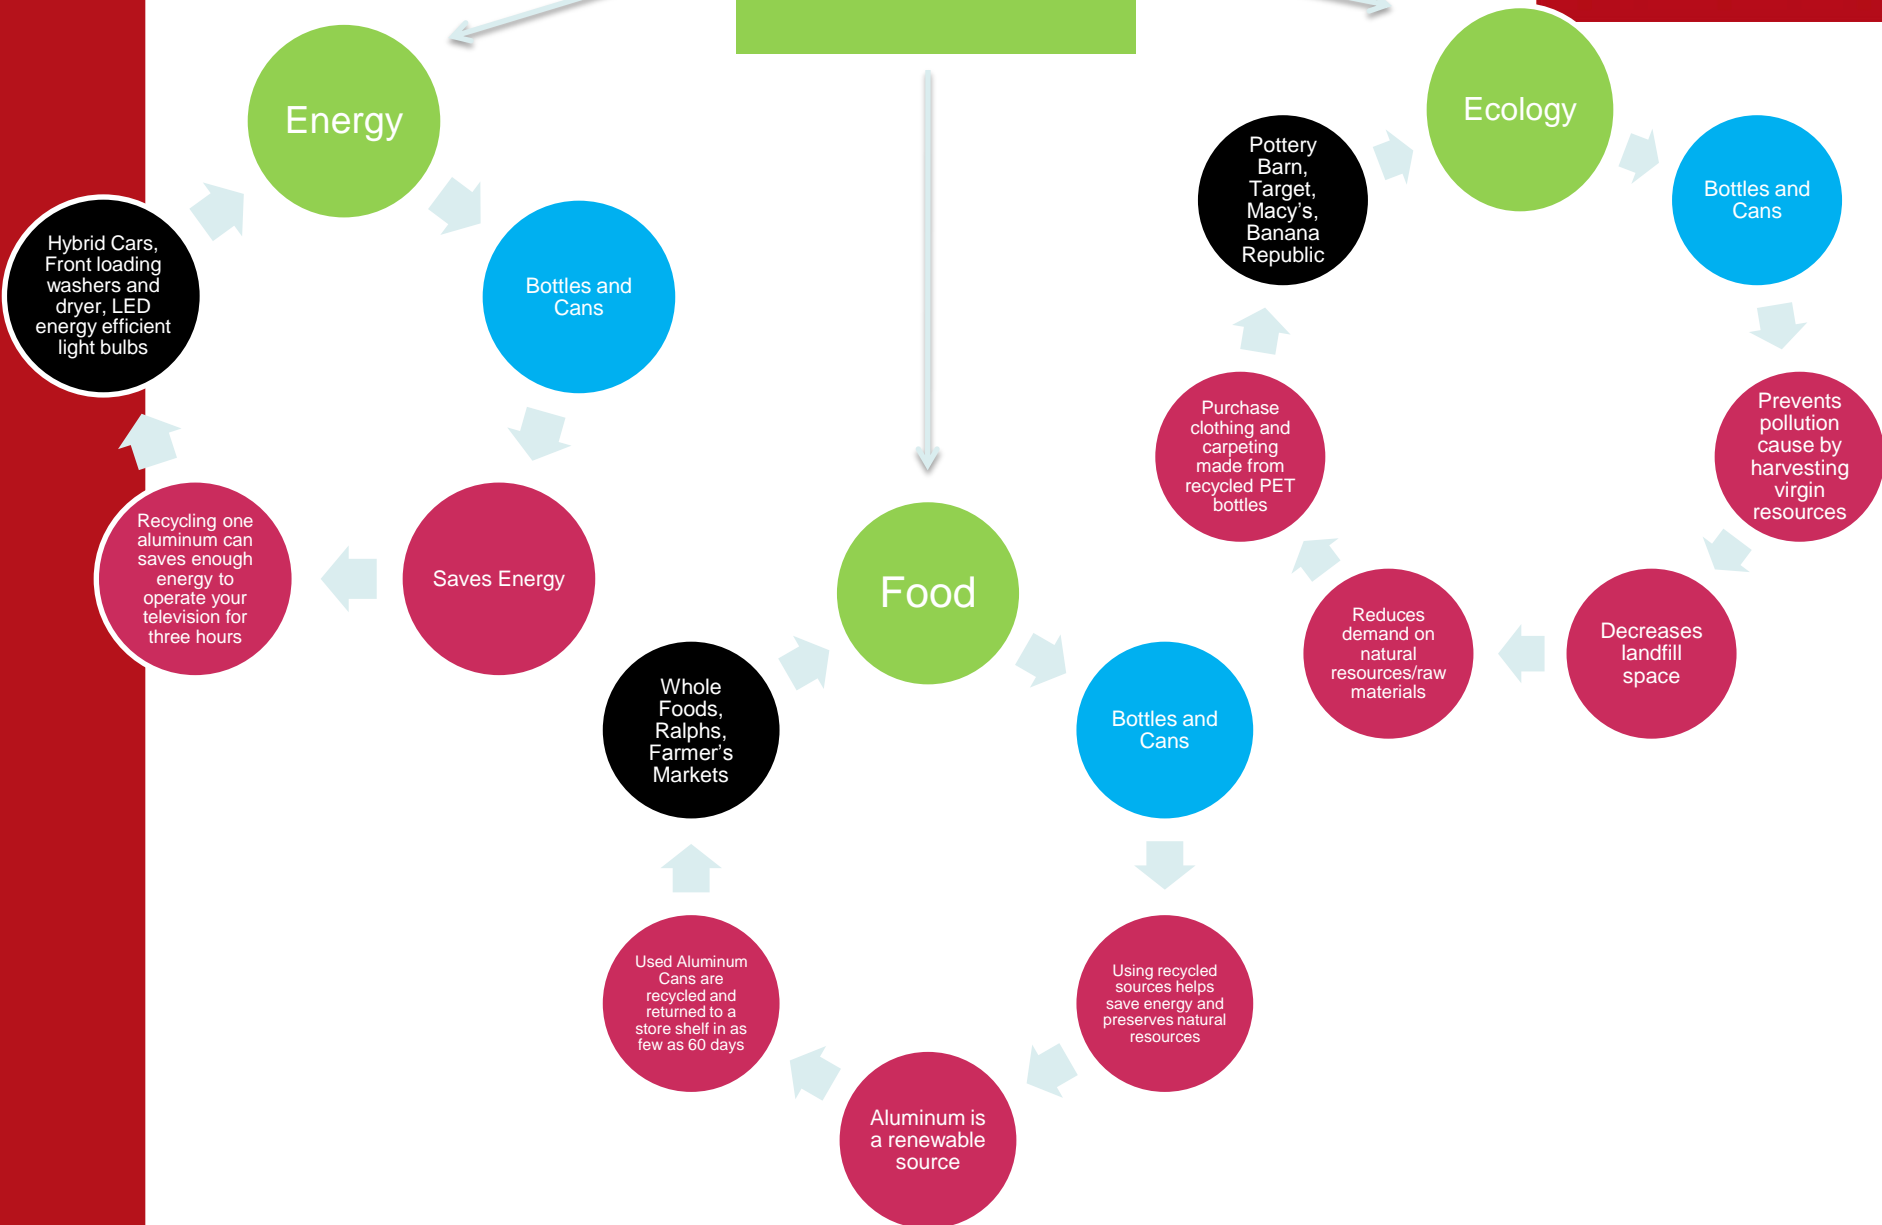 Energy
Bottles and
Cans
Saves Energy
Recycling one
aluminum can
saves enough
energy to
operate your
television for
three hours
Hybrid Cars,
Front loading
washers and
dryer, LED
energy efficient
light bulbs
Food
Bottles and
Cans
Using recycled
sources helps
save energy and
preserves natural
resources
Aluminum is
a renewable
source
Used Aluminum
Cans are
recycled and
returned to a
store shelf in as
few as 60 days
Whole
Foods,
Ralphs,
Farmer’s
Markets
Ecology
Bottles and
Cans
Prevents
pollution
cause by
harvesting
virgin
resources
Decreases
landfill
space
Reduces
demand on
natural
resources/raw
materials
Purchase
clothing and
carpeting
made from
recycled PET
bottles
Pottery
Barn,
Target,
Macy’s,
Banana
Republic